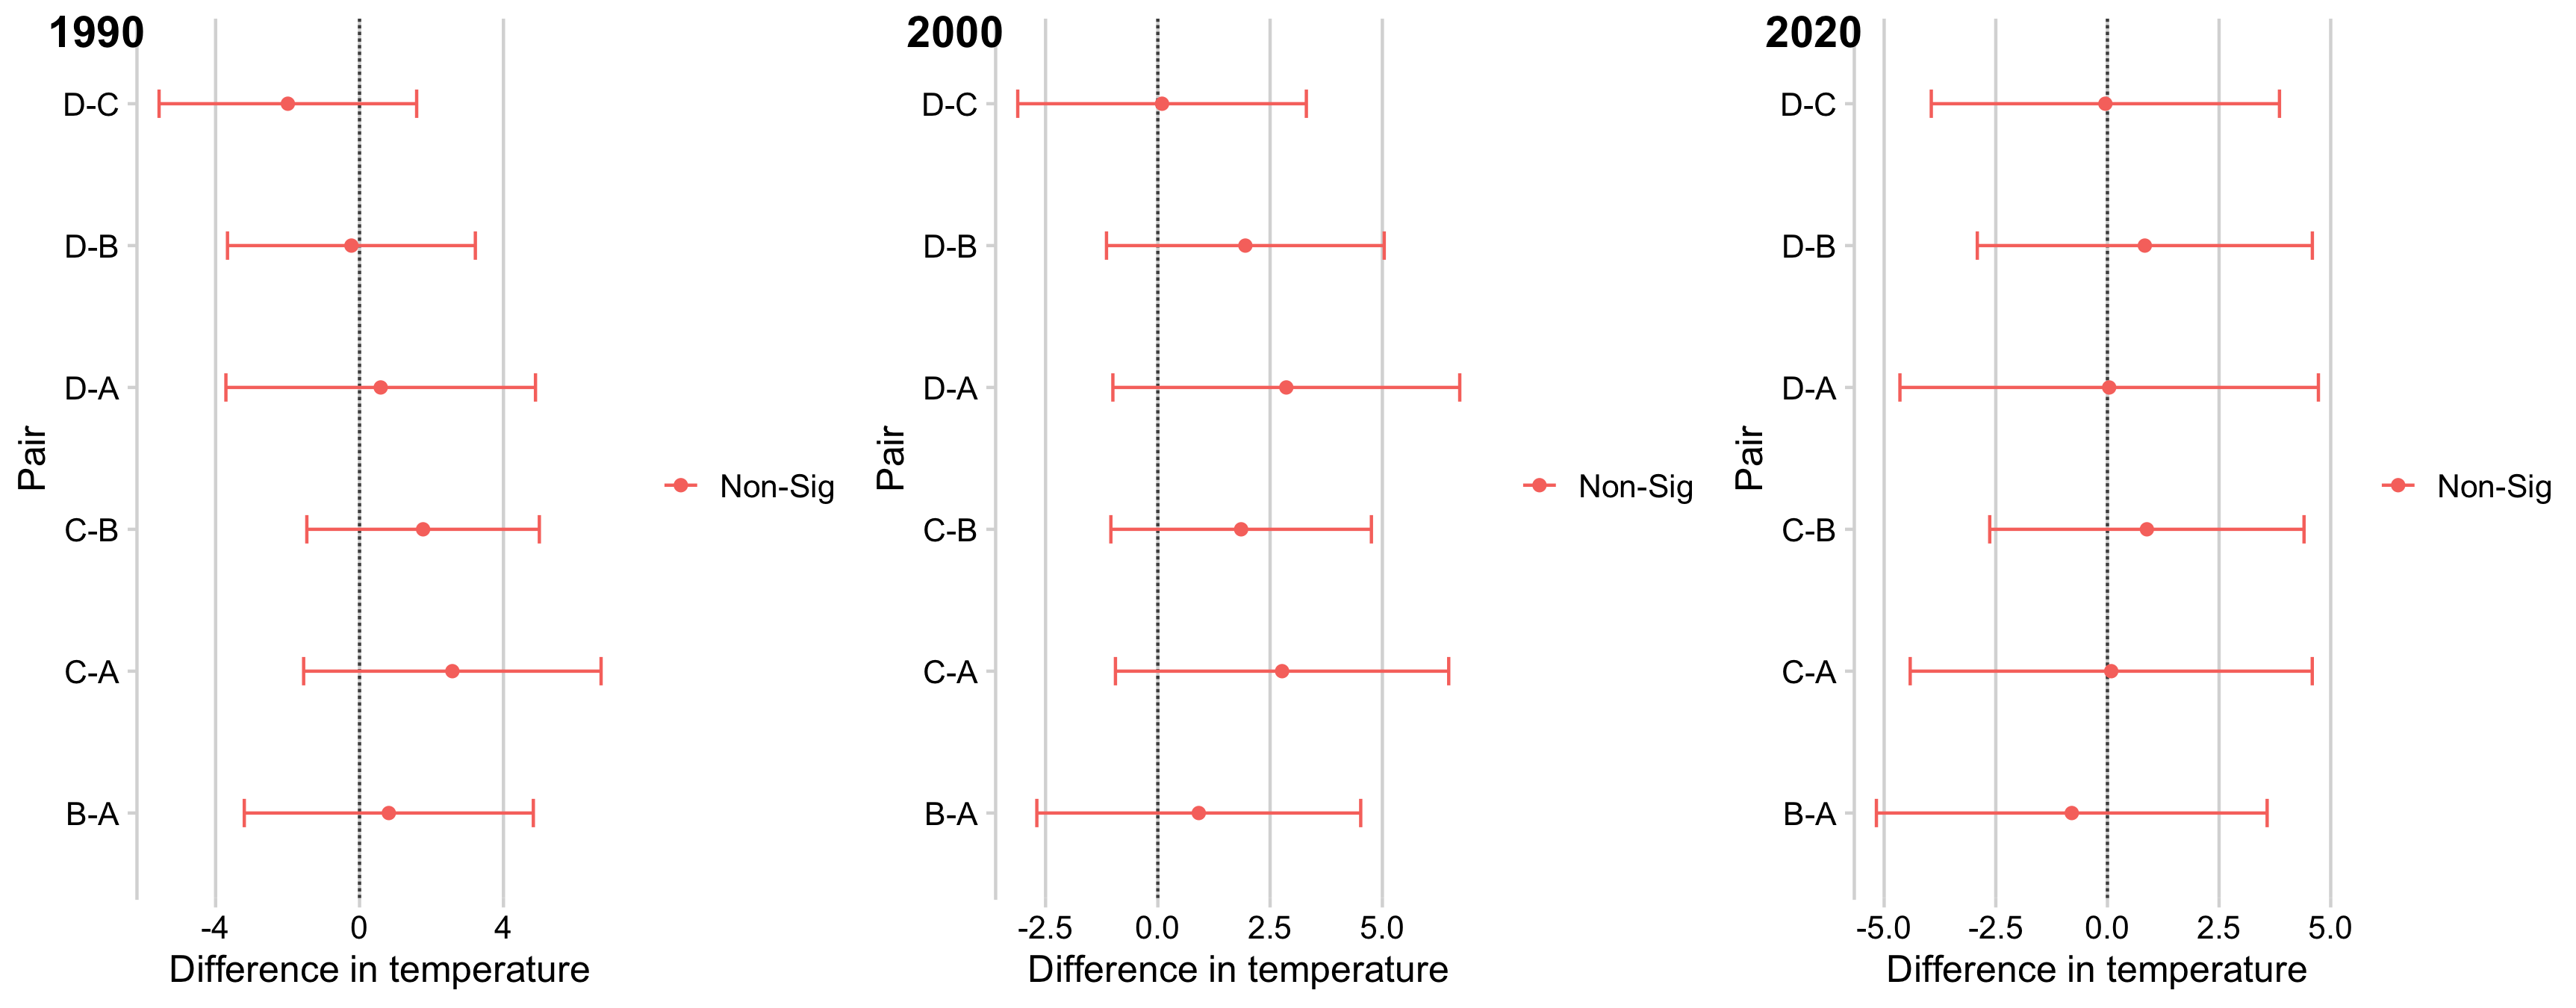 1990
D-C
D-B
D-A
C-B
C-A
B-A
Pair
-4 0 4
Difference in temperature
Non-Sig
2000
D-C
D-B
D-A
C-B
C-A
B-A
Pair
-2.5 0.0 2.5 5.0
Difference in temperature
Non-Sig
2020
D-C
D-B
D-A
C-B
C-A
B-A
Pair
-5.0 -2.5 0.0 2.5 5.0
Difference in temperature
Non-Sig